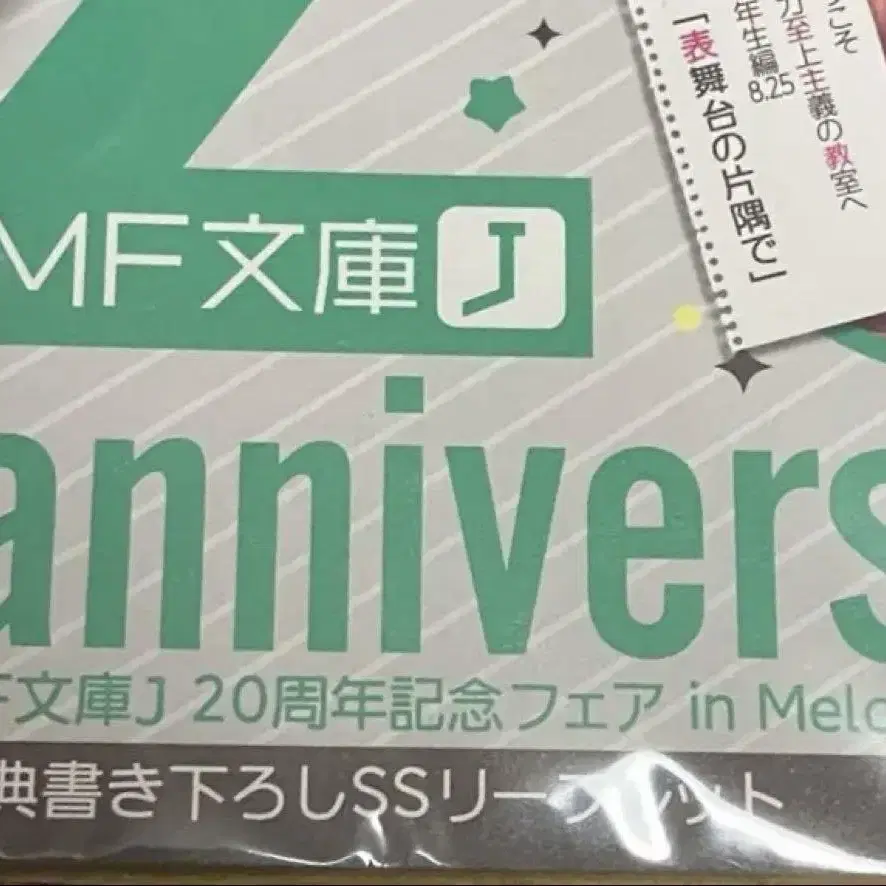 こそ
力至上主義の教室へ
年生編 8.25
「表舞台の片隅で」
MF文庫J
annivers
F文庫J 20周年記念フェア in Melo
典書き下ろしSSリーフレット